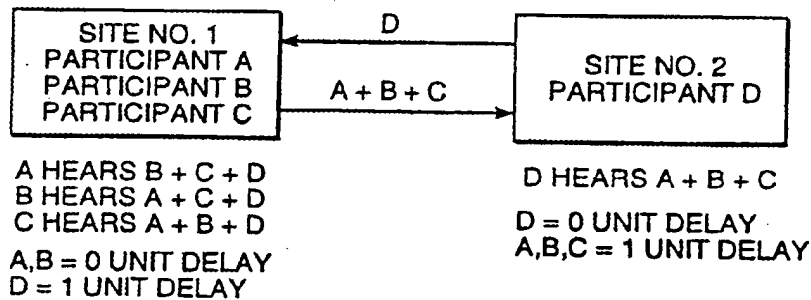 SITE NO. 1
PARTICIPANT A
PARTICIPANT B
PARTICIPANT C
D
A + B + C
SITE NO. 2
PARTICIPANT D
A HEARS B + C + D
B HEARS A + C + D
C HEARS A + B + D
A,B = 0 UNIT DELAY
D = 1 UNIT DELAY
D HEARS A + B + C
D = 0 UNIT DELAY
A,B,C = 1 UNIT DELAY